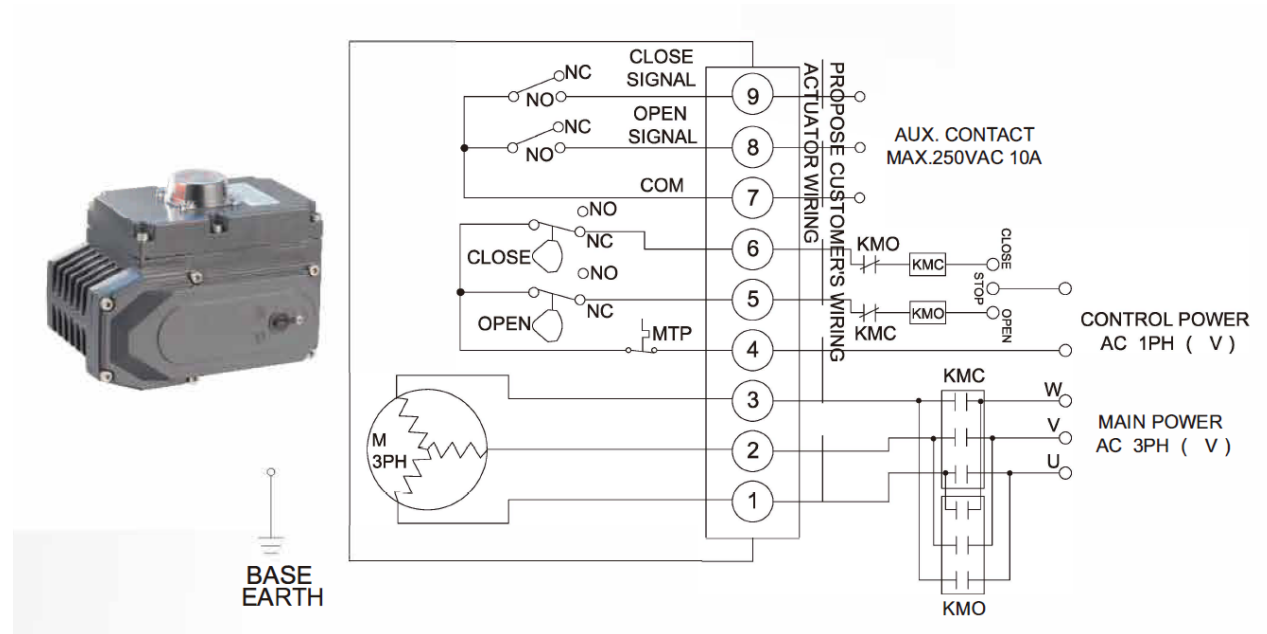 CLOSE
SIGNAL
NC
NO
9
OPEN
SIGNAL
NC
NO
8
COM
7
PROPOSE CUSTOMER'S WIRING
ACTUATOR WIRING
AUX. CONTACT
MAX.250VAC 10A
NO
NC
CLOSE
6
KMO
KMC
CLOSE
STOP
NO
NC
OPEN
5
KMC
KMO
OPEN
MTP
4
CONTROL POWER
AC 1PH ( V )
M
3PH
3
2
1
KMC
W
V
U
MAIN POWER
AC 3PH ( V )
KMO
BASE
EARTH